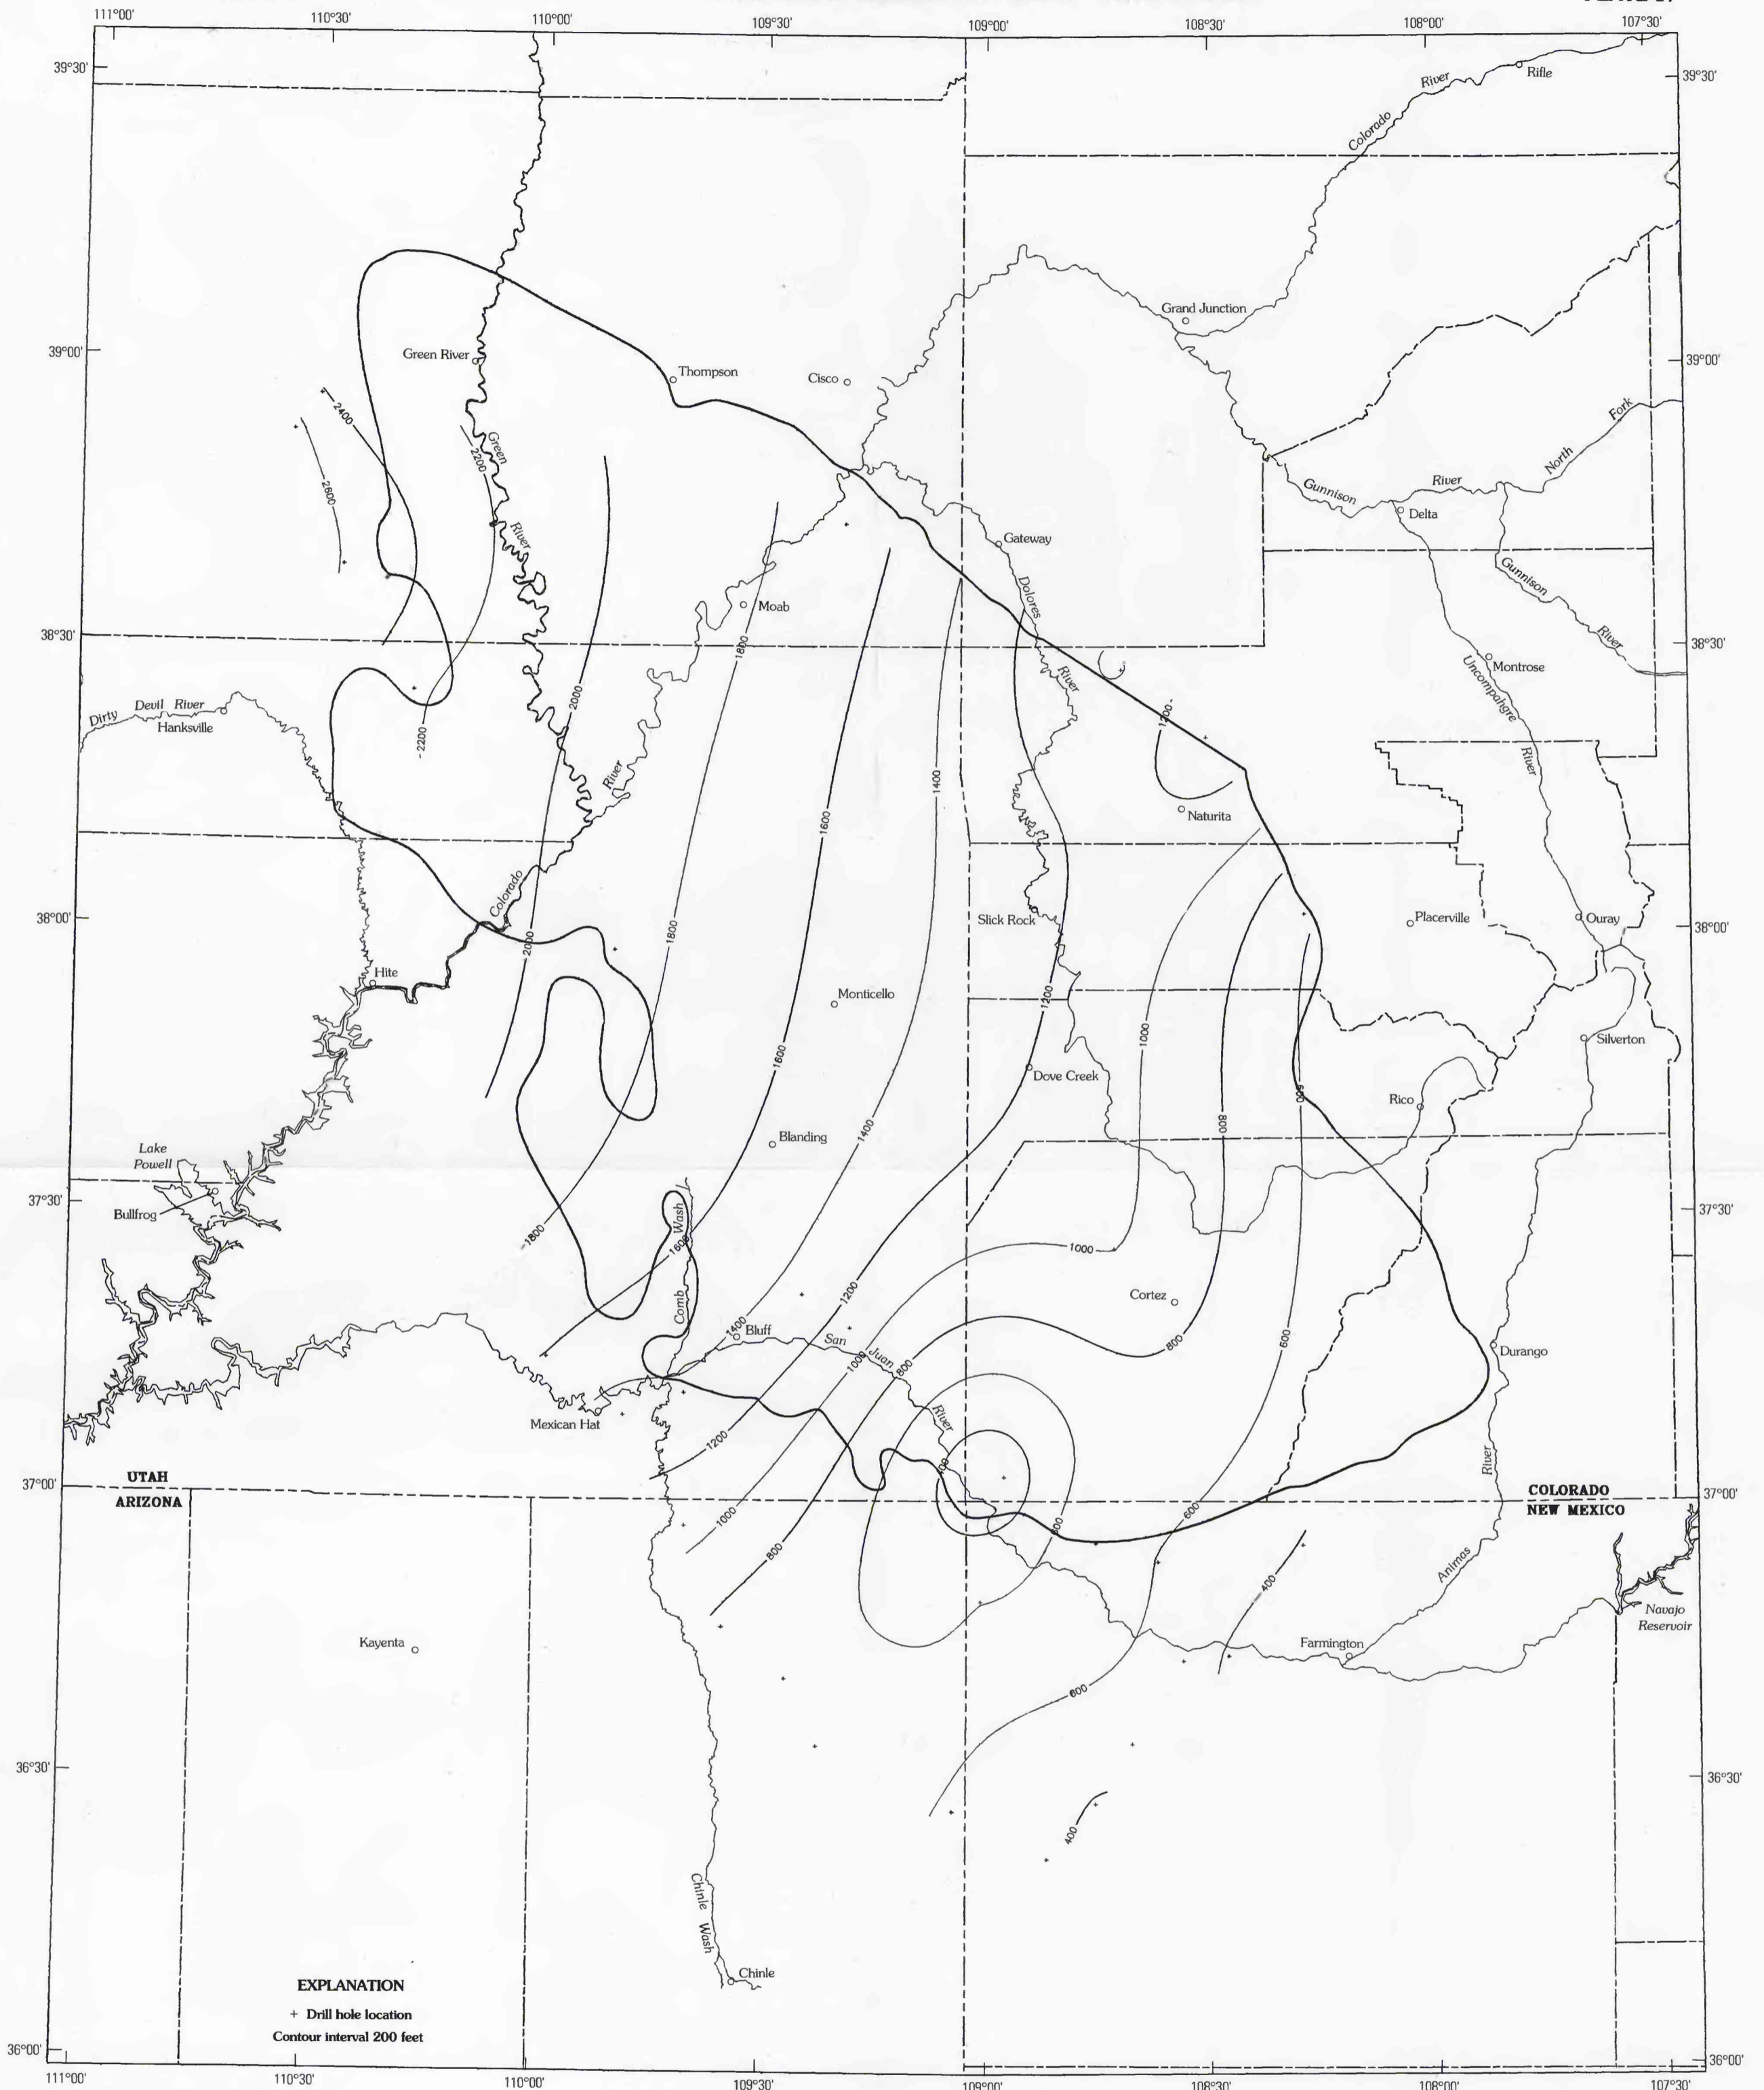 111°00'
110°30'
110°00'
109°30'
109°00'
108°30'
108°00'
107°30'
39°30'
39°30'
River
Rifle
Colorado
Grand Junction
39°00'
Green River
Thompson
Cisco
39°00'
2400
Green
2200
2600
River
Fork
North
River
Gunnison
Delta
Gateway
Gunnison
River
Dolores
Moab
38°30'
1800
38°30'
Montrose
Uncompahgre
River
Dirty Devil River
Hanksville
2000
2200
1200
River
River
1400
1600
Naturita
Colorado
38°00'
Slick Rock
Placerville
Ouray
38°00'
1800
2000
Hite
Monticello
1200
1000
Silverton
1600
Dove Creek
Rico
600
800
Lake
Powell
Blanding
1400
37°30'
Bullfrog
1800
Wash
1600
37°30'
1000
Comb
1200
Cortez
1400
Bluff
San
Juan
1000
800
800
600
Durango
Mexican Hat
River
1200
400
River
37°00'
UTAH
ARIZONA
COLORADO
NEW MEXICO
37°00'
1000
600
600
800
Animas
400
Navajo
Reservoir
Kayenta
Farmington
600
36°30'
36°30'
400
Chinle Wash
Chinle
EXPLANATION
+ Drill hole location
Contour interval 200 feet
36°00'
36°00'
111°00'
110°30'
110°00'
109°30'
109°00'
108°30'
108°00'
107°30'